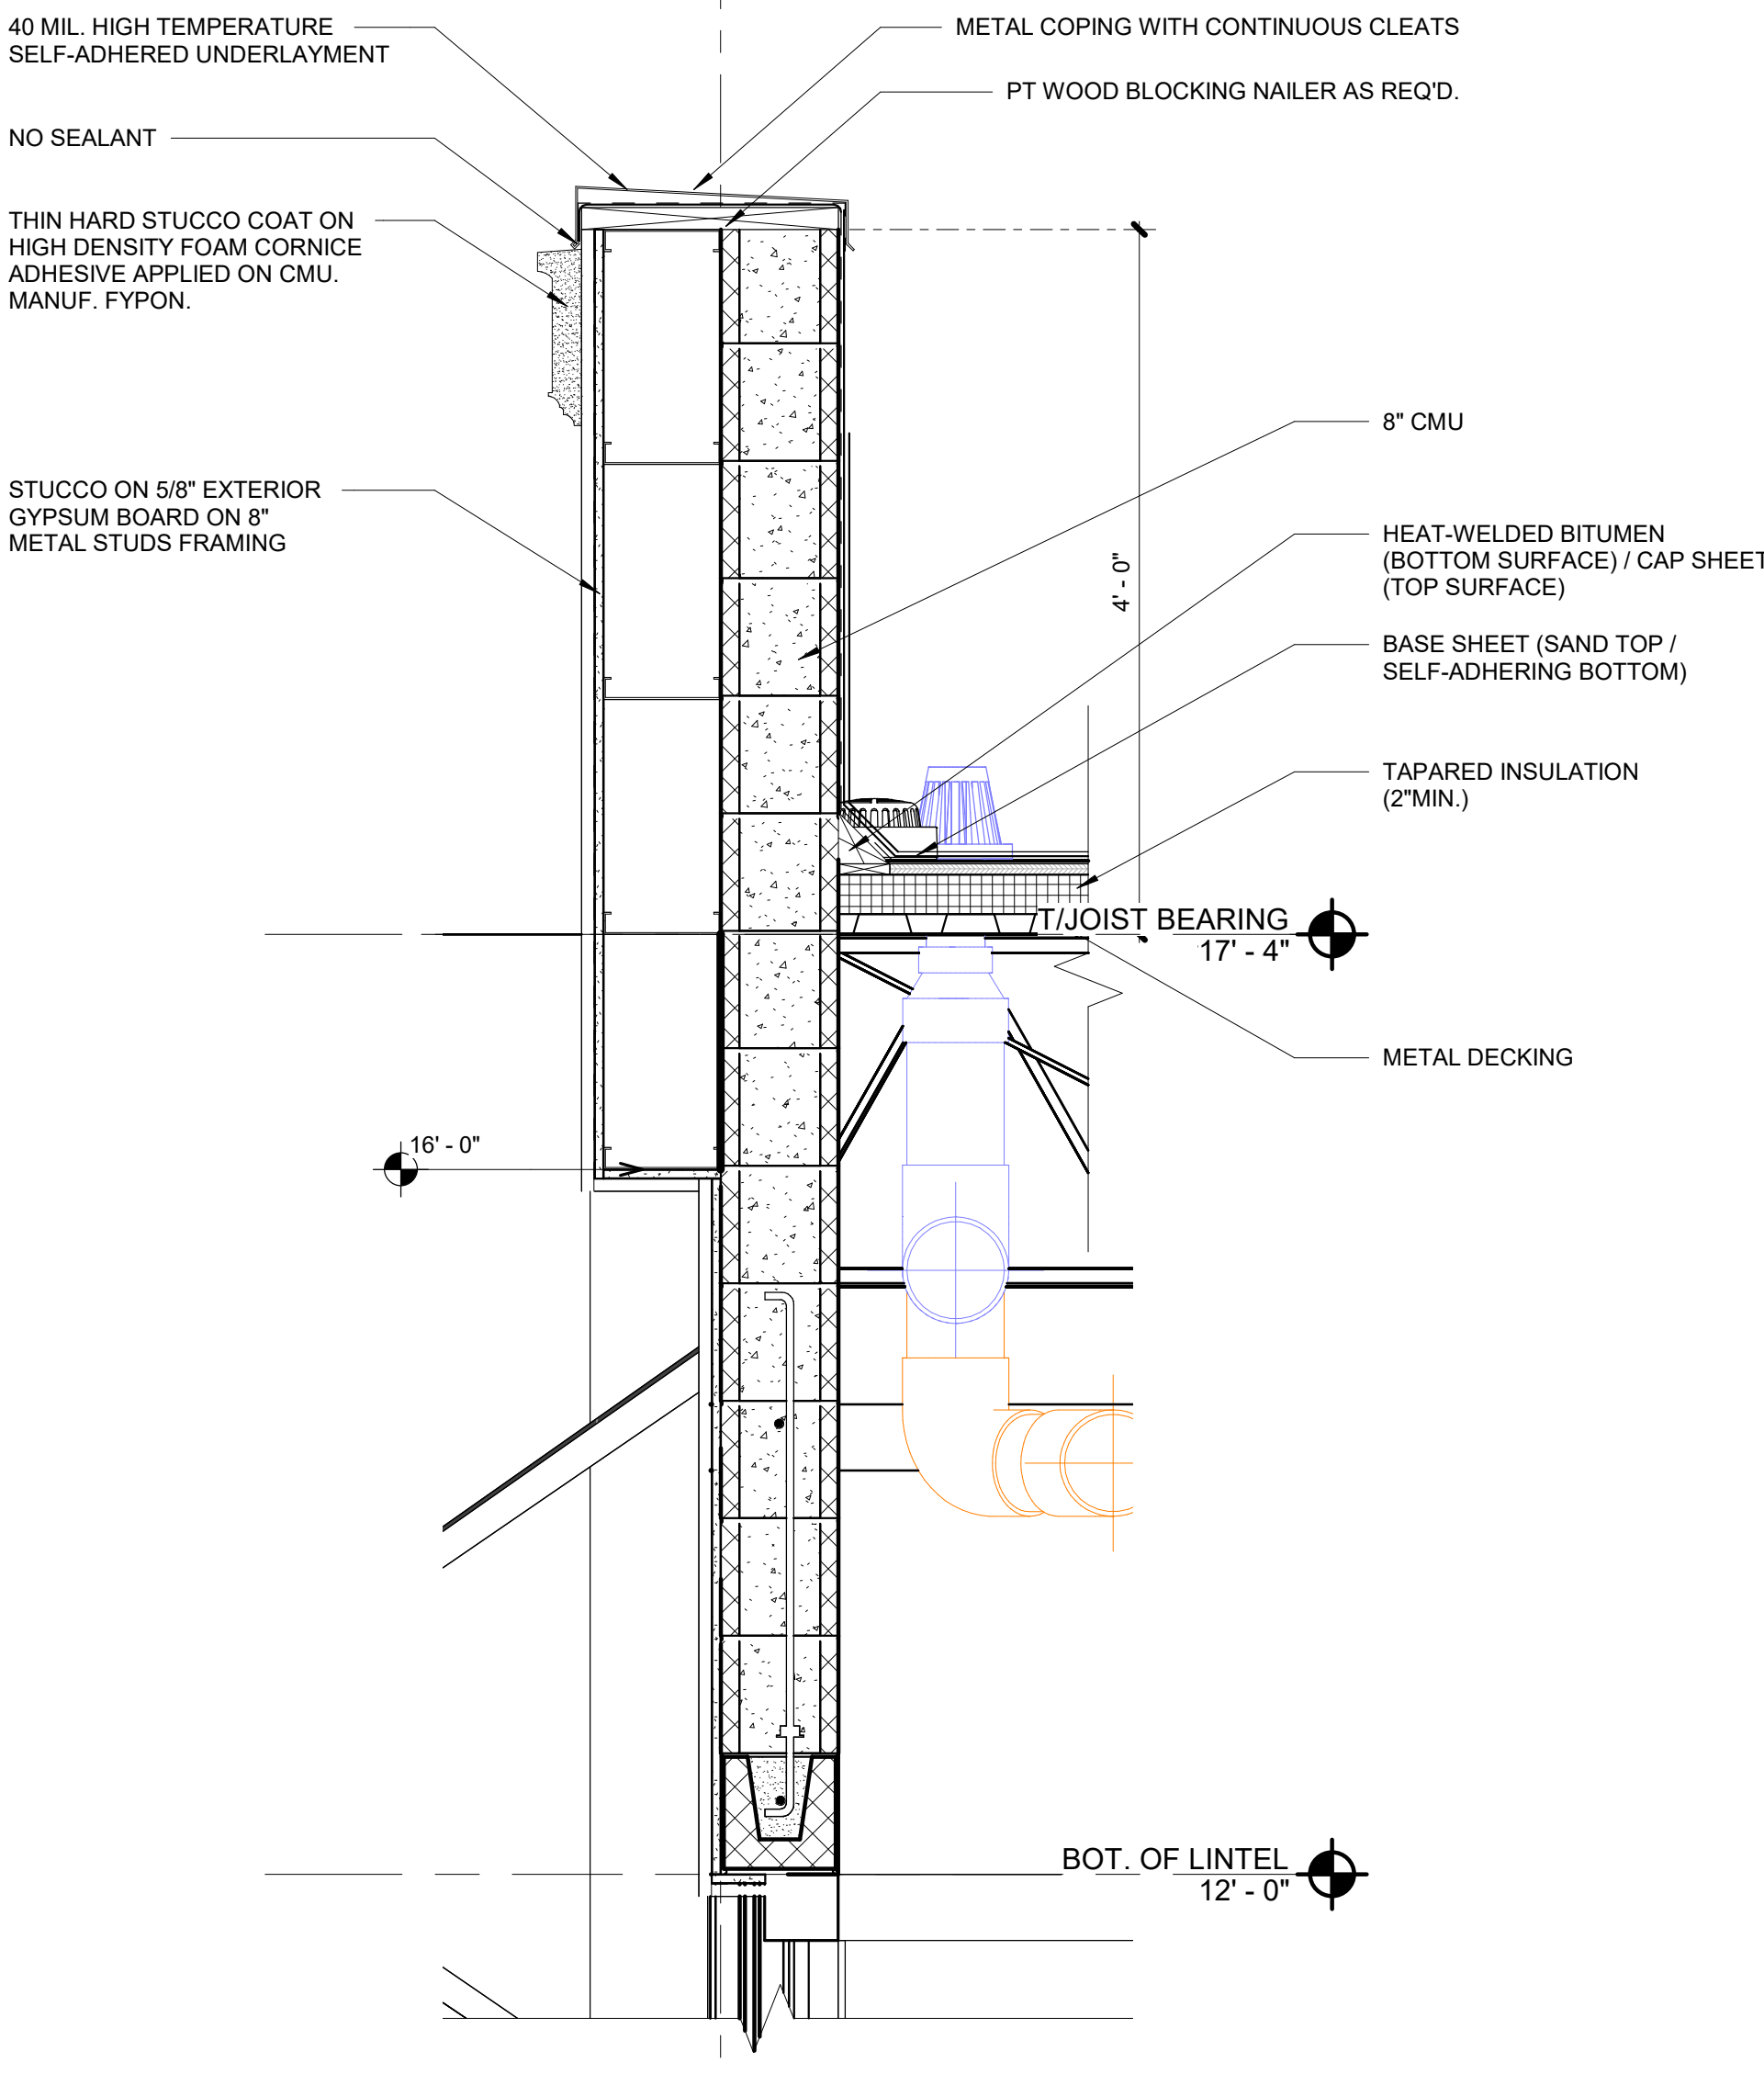 40 MIL. HIGH TEMPERATURE
SELF-ADHERED UNDERLAYMENT
METAL COPING WITH CONTINUOUS CLEATS
PT WOOD BLOCKING NAILER AS REQ'D.
NO SEALANT
THIN HARD STUCCO COAT ON
HIGH DENSITY FOAM CORNICE
ADHESIVE APPLIED ON CMU.
MANUF. FYPON.
8" CMU
STUCCO ON 5/8" EXTERIOR
GYPSUM BOARD ON 8"
METAL STUDS FRAMING
HEAT-WELDED BITUMEN
(BOTTOM SURFACE) / CAP SHEET
(TOP SURFACE)
4' - 0"
BASE SHEET (SAND TOP /
SELF-ADHERING BOTTOM)
TAPARED INSULATION
(2"MIN.)
T/JOIST BEARING
17' - 4"
METAL DECKING
16' - 0"
BOT. OF LINTEL
12' - 0"